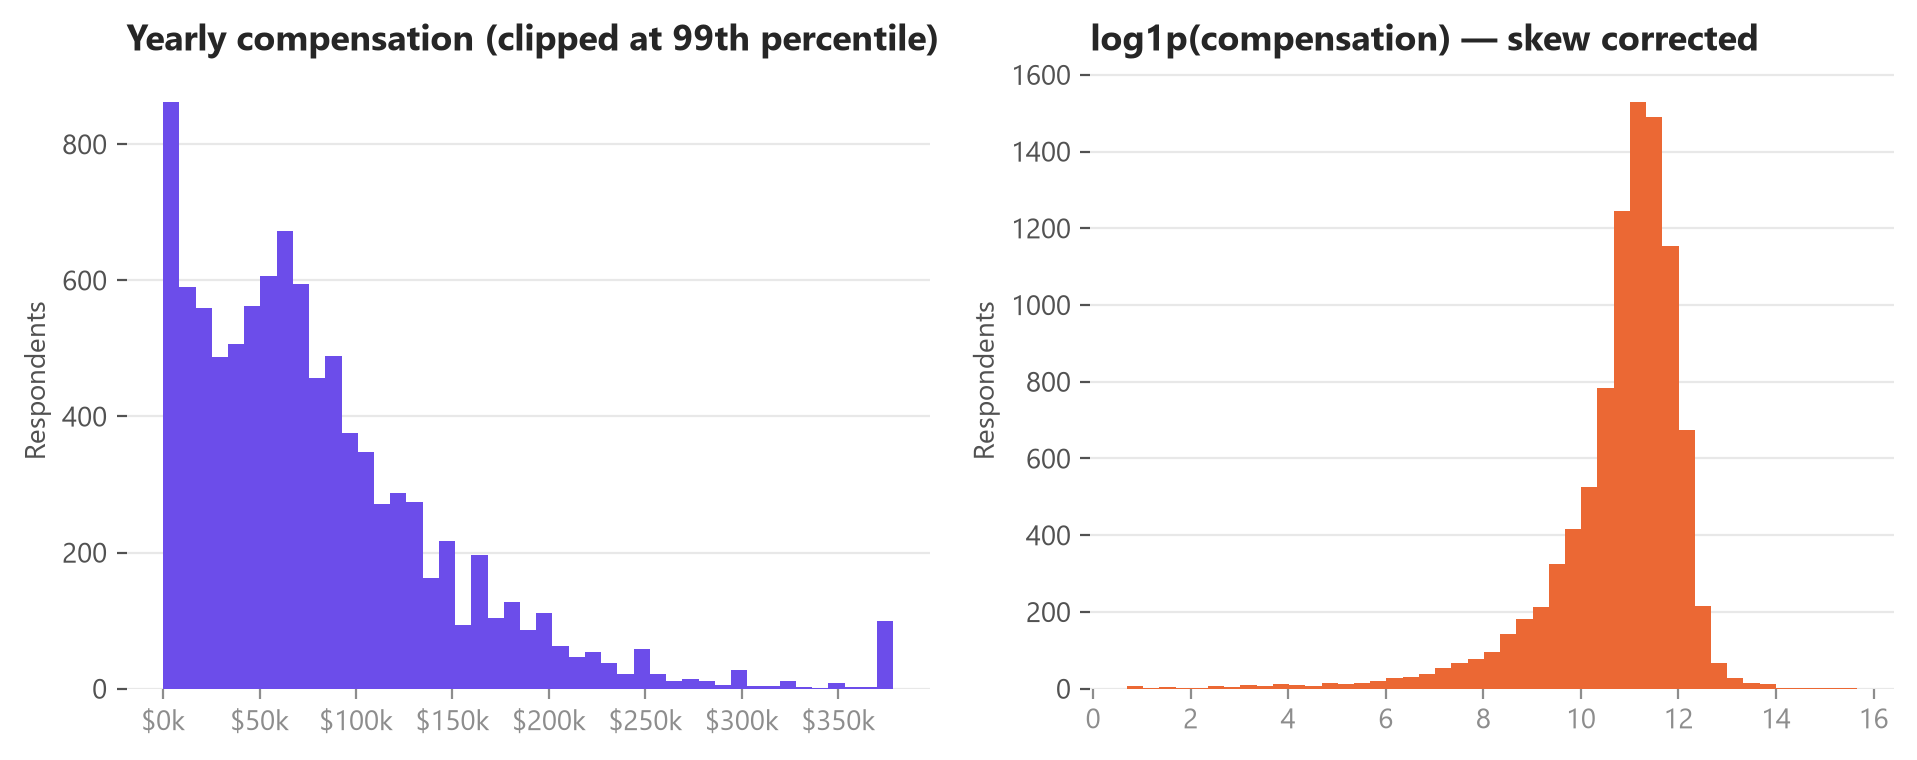 Yearly compensation (clipped at 99th percentile)
800
600
400
200
0
Respondents
$0k $50k $100k $150k $200k $250k $300k $350k
log1p(compensation) — skew corrected
1600
1400
1200
1000
800
600
400
200
0
Respondents
0 2 4 6 8 10 12 14 16